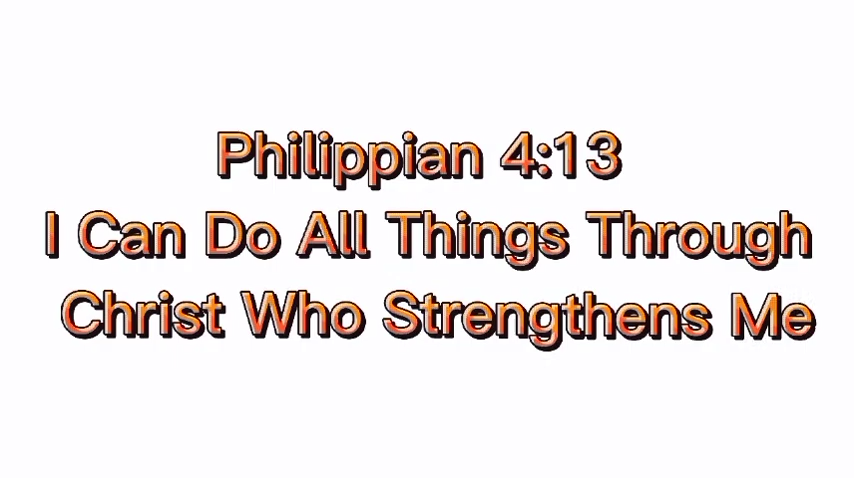 Philippian 4:13
I Can Do All Things Through
Christ Who Strengthens Me